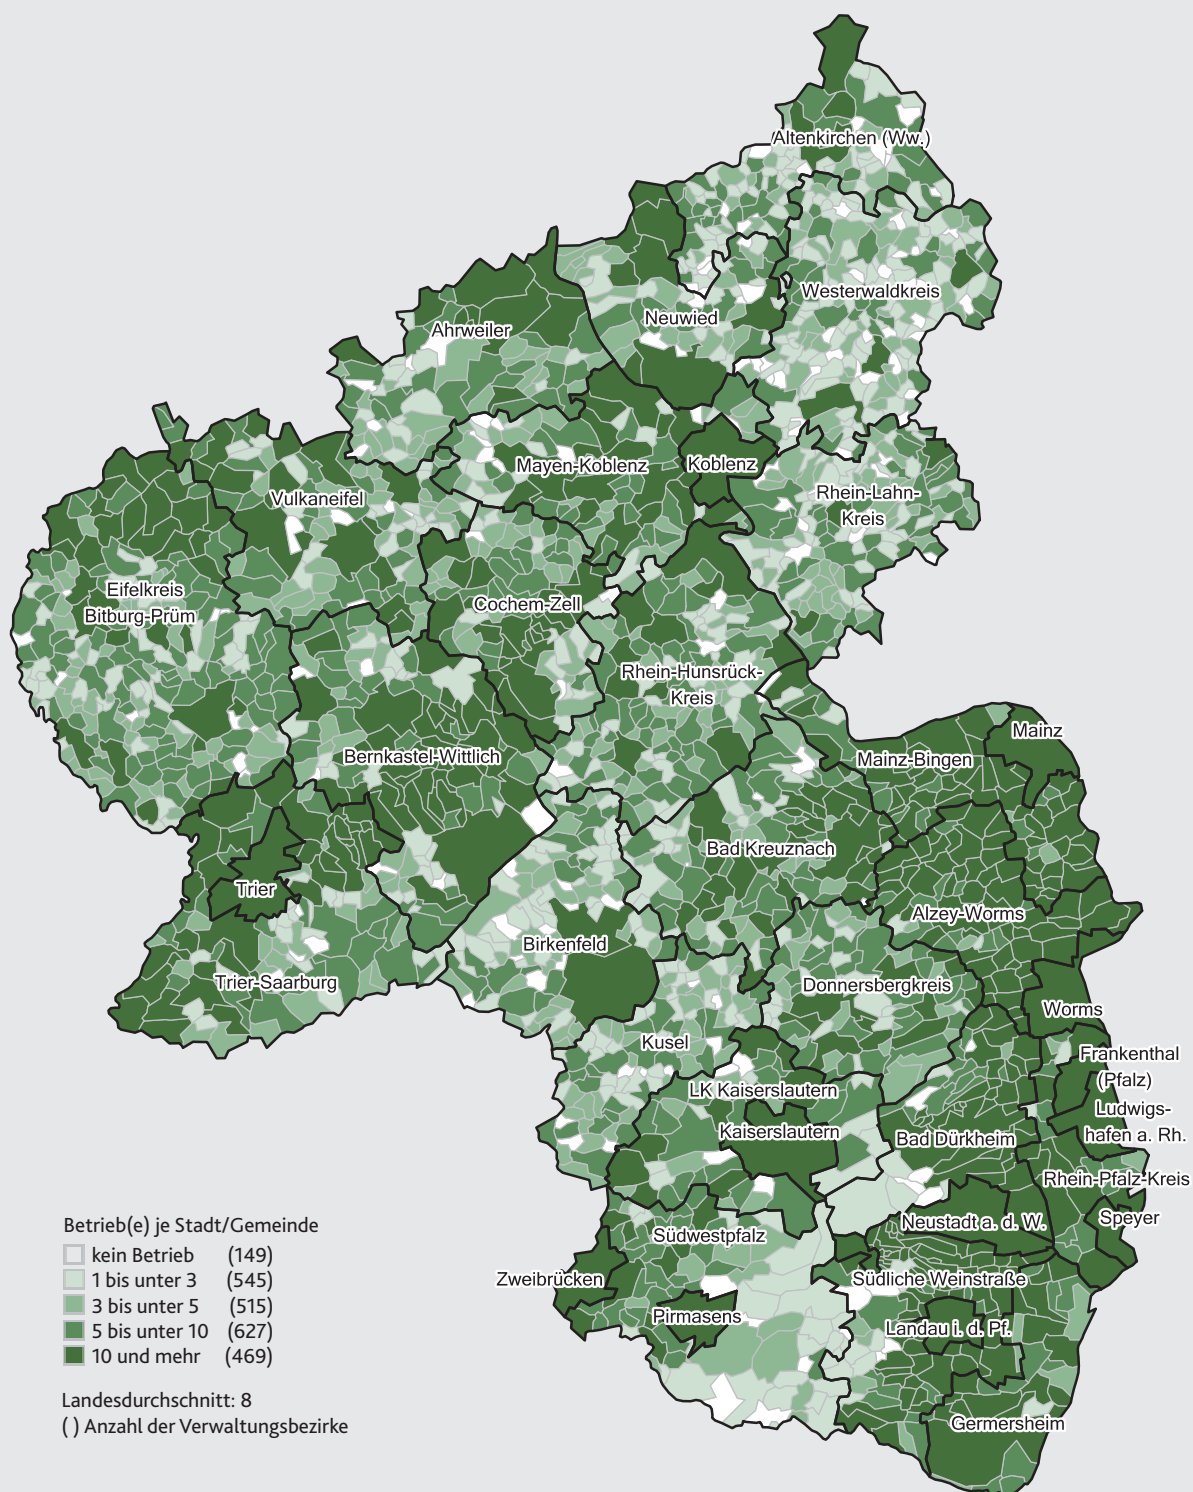 Altenkirchen (Ww.)
Westerwaldkreis
Neuwied
Ahrweiler
Mayen-Koblenz
Koblenz
Rhein-Lahn-
Kreis
Vulkaneifel
Eifelkreis
Bitburg-Prüm
Cochem-Zell
Rhein-Hunsrück-
Kreis
Mainz
Mainz-Bingen
Bernkastel-Wittlich
Bad Kreuznach
Trier
Alzey-Worms
Birkenfeld
Trier-Saarburg
Donnersbergkreis
Worms
Kusel
Frankenthal
(Pfalz)
LK Kaiserslautern
Ludwigs-
hafen a. Rh.
Kaiserslautern
Bad Dürkheim
Rhein-Pfalz-Kreis
Speyer
Neustadt a. d. W.
Südwestpfalz
Zweibrücken
Südliche Weinstraße
Pirmasens
Landau i. d. Pf.
Germersheim
Betrieb(e) je Stadt/Gemeinde
kein Betrieb (149)
1 bis unter 3 (545)
3 bis unter 5 (515)
5 bis unter 10 (627)
10 und mehr (469)
Landesdurchschnitt: 8
( ) Anzahl der Verwaltungsbezirke